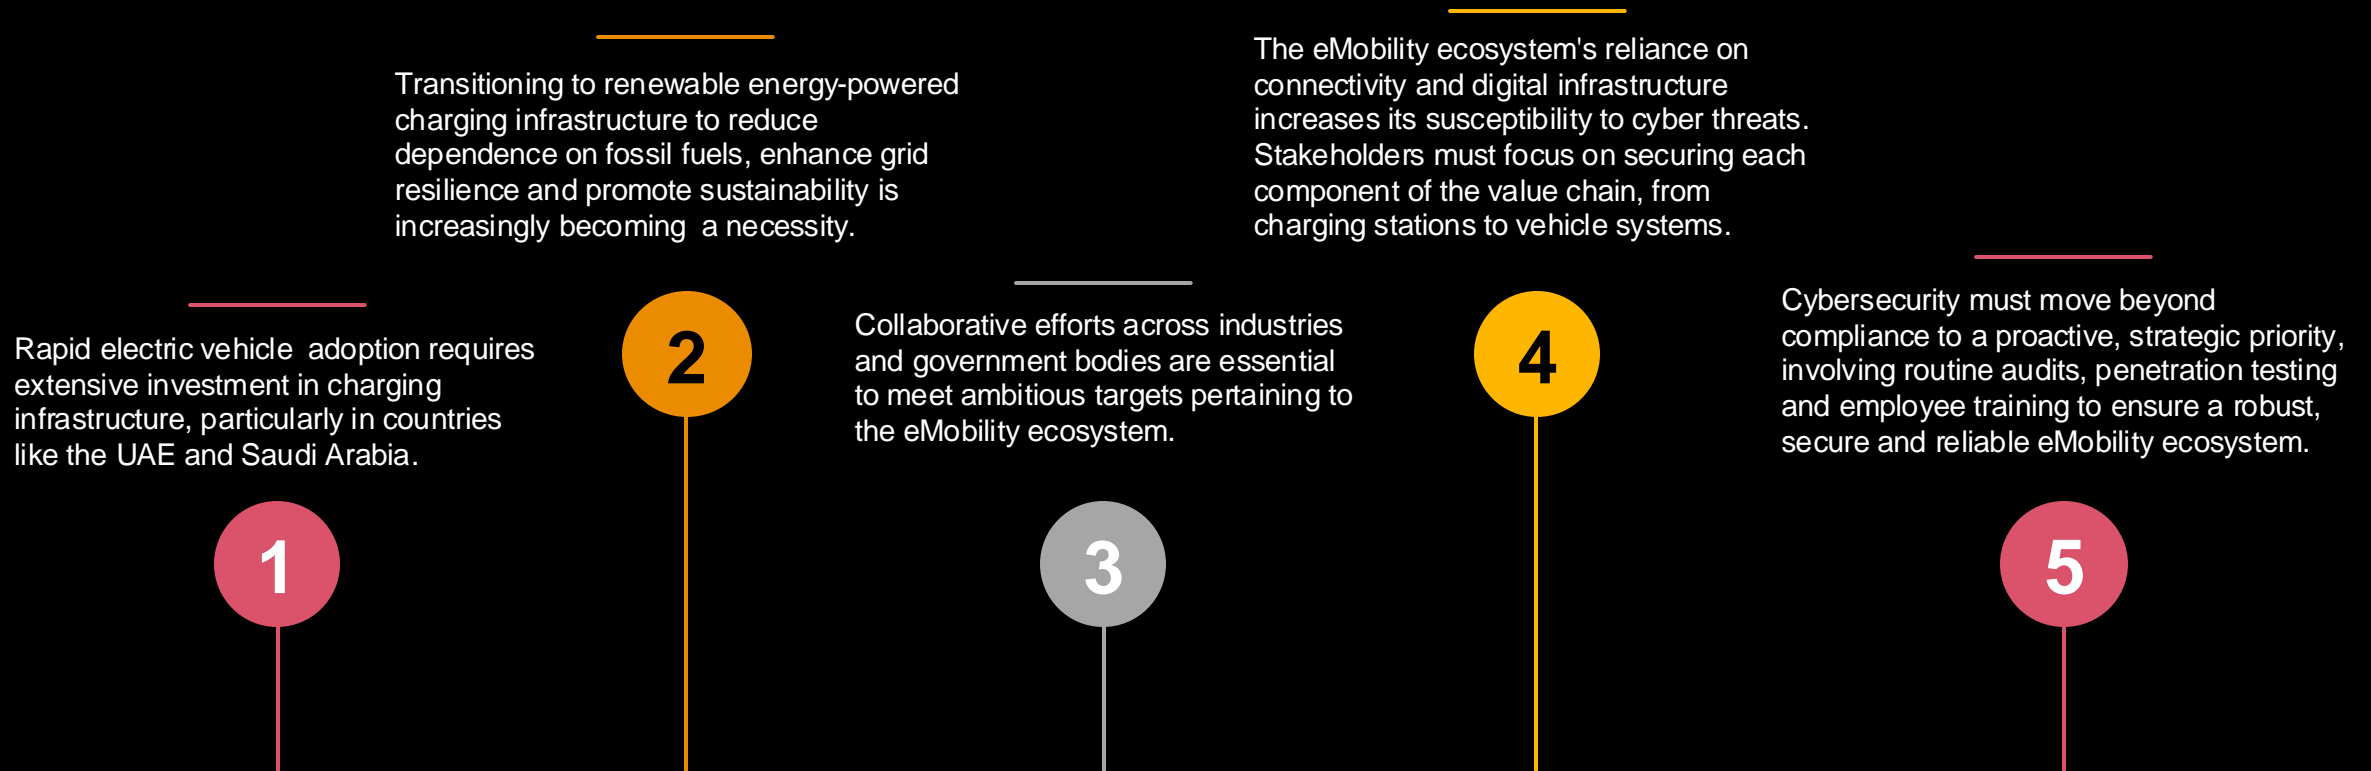 Rapid electric vehicle  adoption requires
extensive investment in charging
infrastructure, particularly in countries
like the UAE and Saudi Arabia.
1
Transitioning to renewable energy-powered
charging infrastructure to reduce
dependence on fossil fuels, enhance grid
resilience and promote sustainability is
increasingly becoming  a necessity.
2
Collaborative efforts across industries
and government bodies are essential
to meet ambitious targets pertaining to
the eMobility ecosystem.
3
The eMobility ecosystem's reliance on
connectivity and digital infrastructure
increases its susceptibility to cyber threats.
Stakeholders must focus on securing each
component of the value chain, from
charging stations to vehicle systems.
4
Cybersecurity must move beyond
compliance to a proactive, strategic priority,
involving routine audits, penetration testing
and employee training to ensure a robust,
secure and reliable eMobility ecosystem.
5